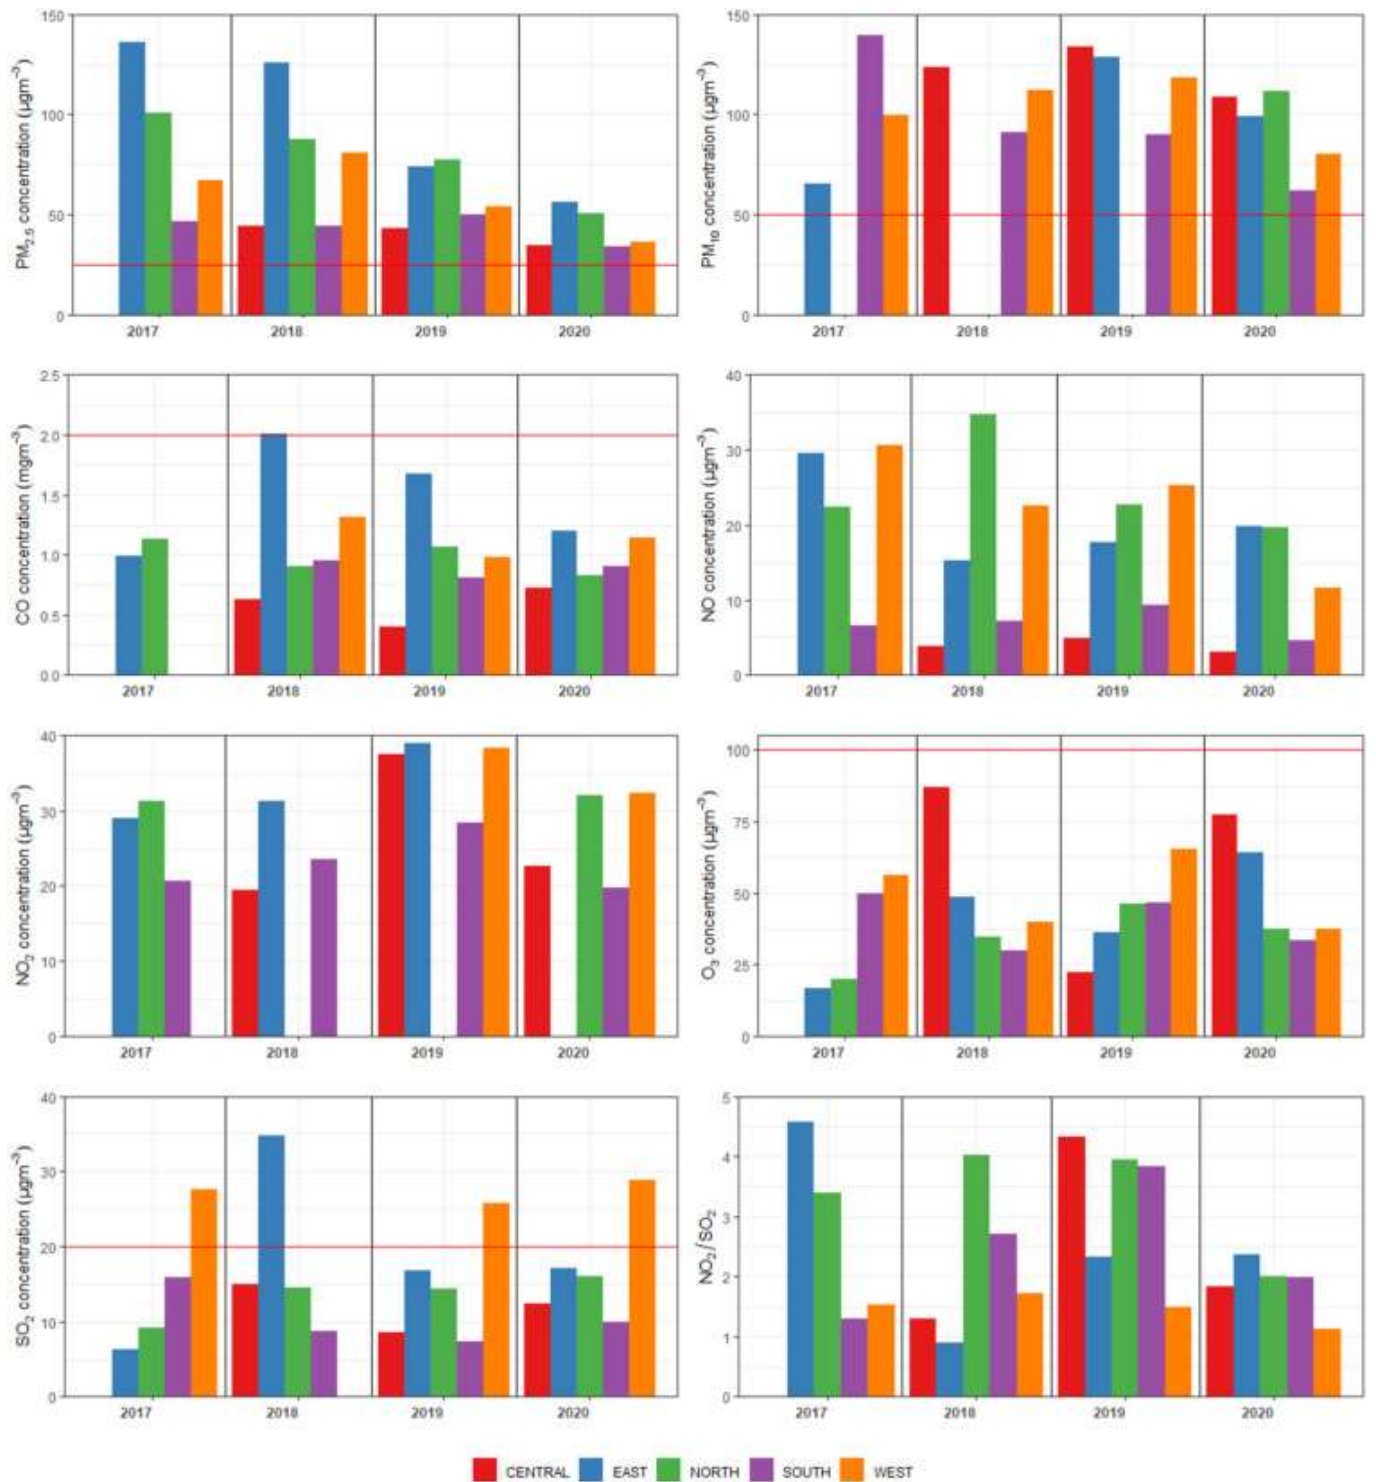 PM2.5 concentration (µgm⁻³)
150
100
50
0
2017 2018 2019 2020
PM10 concentration (µgm⁻³)
150
100
50
0
2017 2018 2019 2020
CO concentration (mgm⁻³)
2.5
2.0
1.5
1.0
0.5
0.0
2017 2018 2019 2020
NO concentration (µgm⁻³)
40
30
20
10
0
2017 2018 2019 2020
NO2 concentration (µgm⁻³)
40
30
20
10
0
2017 2018 2019 2020
O3 concentration (µgm⁻³)
100
75
50
25
0
2017 2018 2019 2020
SO2 concentration (µgm⁻³)
40
30
20
10
0
2017 2018 2019 2020
NO2/SO2
5
4
3
2
1
0
2017 2018 2019 2020
CENTRAL EAST NORTH SOUTH WEST